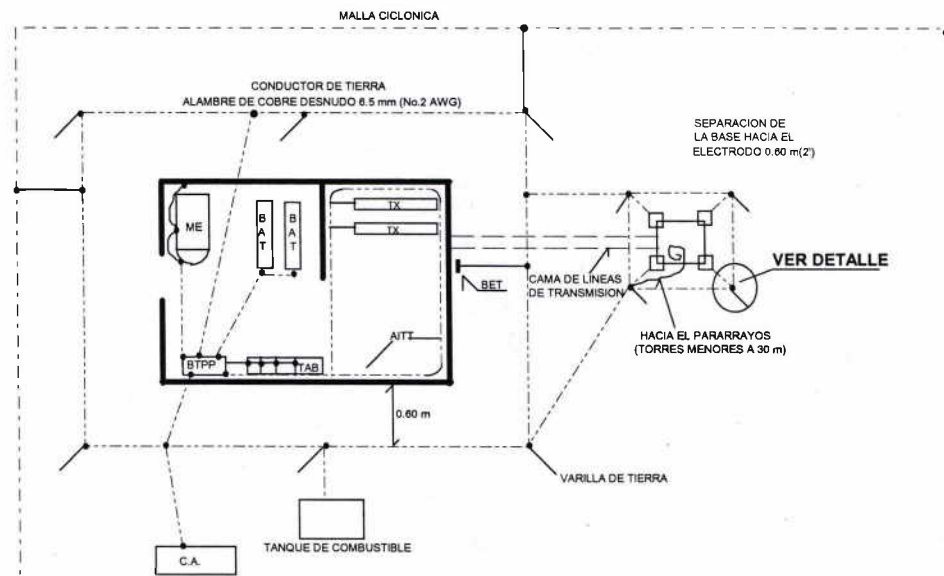 MALLA CICLONICA
CONDUCTOR DE TIERRA
ALAMBRE DE COBRE DESNUDO 6.5 mm (No.2 AWG)
SEPARACION DE
LA BASE HACIA EL
ELECTRODO 0.60 m(2')
ME
BAT
BAT
TX
TX
VER DETALLE
CAMA DE LINEAS
DE TRANSMISION
BET
HACIA EL PARARRAYOS
(TORRES MENORES A 30 m)
AITT
BTPP
TAB
0.60 m
VARILLA DE TIERRA
TANQUE DE COMBUSTIBLE
C.A.